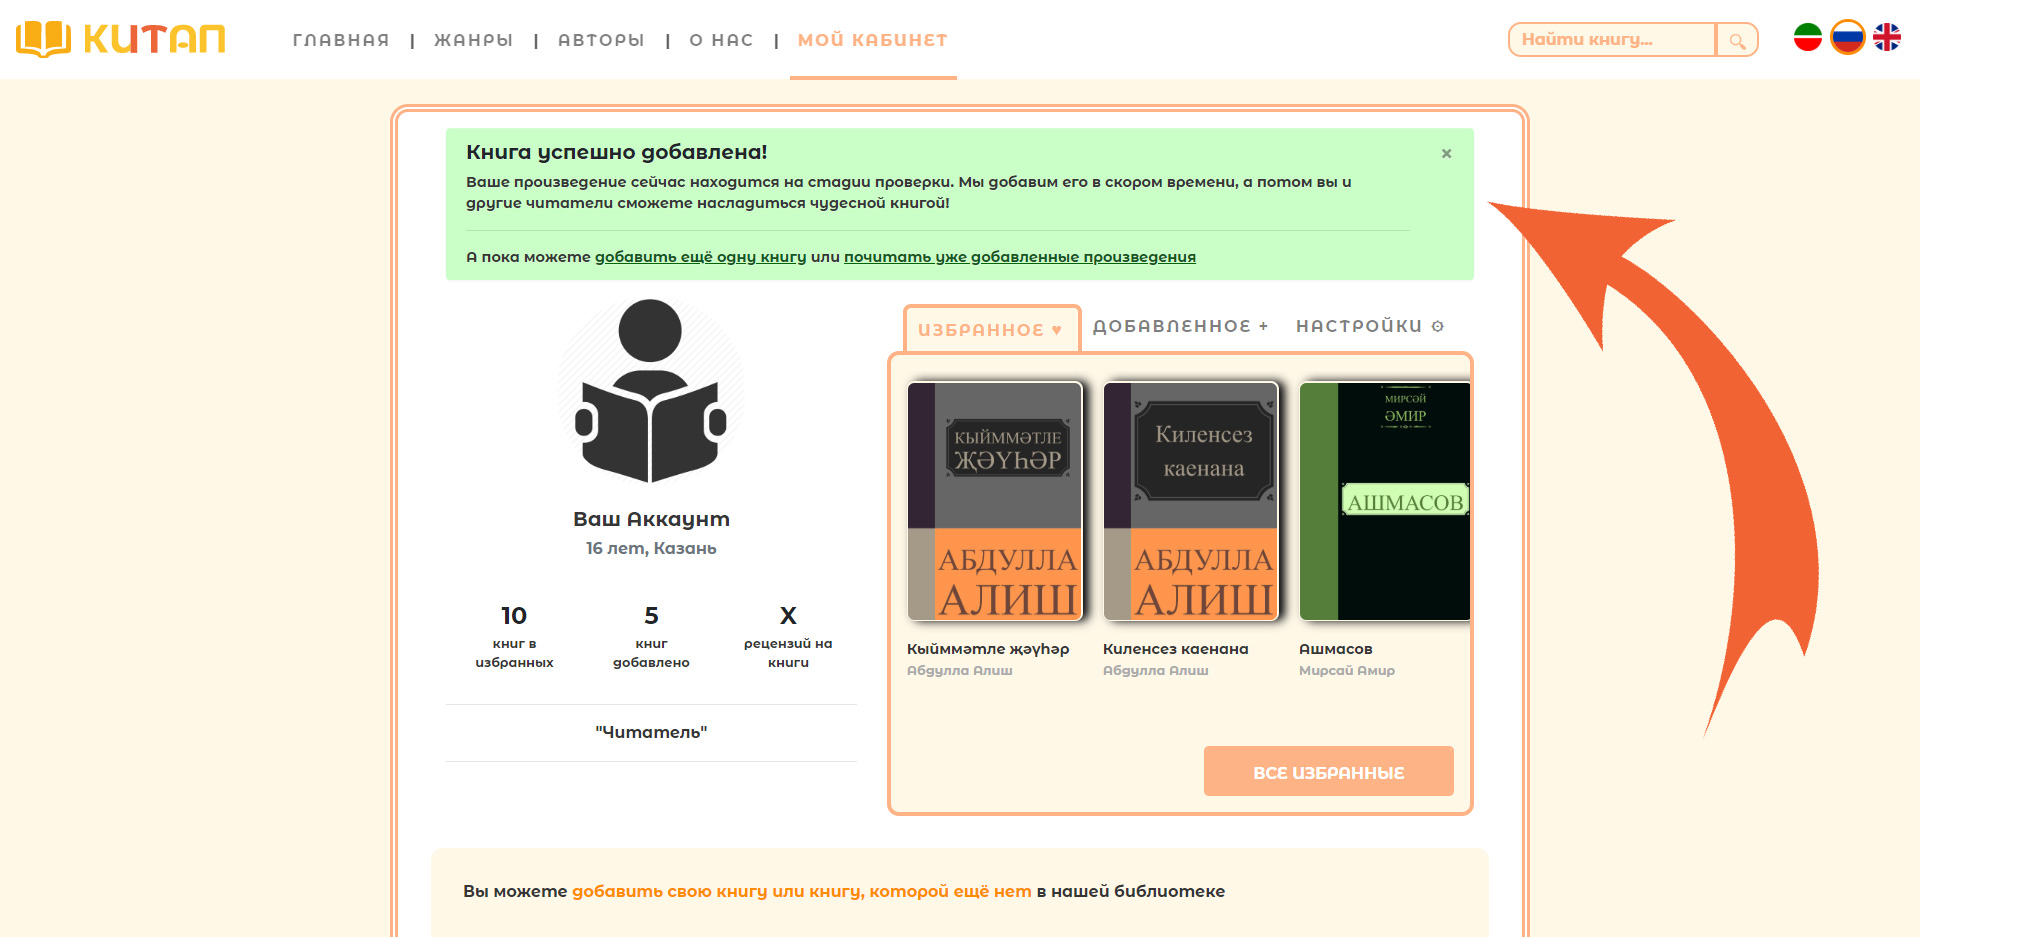 КИТАП
ГЛАВНАЯ | ЖАНРЫ | АВТОРЫ | О НАС | МОЙ КАБИНЕТ
Найти книгу...
Книга успешно добавлена!
×
Ваше произведение сейчас находится на стадии проверки. Мы добавим его в скором времени, а потом вы и
другие читатели сможете насладиться чудесной книгой!
А пока можете добавить ещё одну книгу или почитать уже добавленные произведения
ИЗБРАННОЕ ♥
ДОБАВЛЕННОЕ +
НАСТРОЙКИ ⚙
КЫЙММӘТЛЕ
ҖӘҮҺӘР
АБДУЛЛА
АЛИШ
Киленсез
каенана
АБДУЛЛА
АЛИШ
МИРСӘЙ
ӘМИР
АШМАСОВ
Кыйммәтле җәүһәр
Абдулла Алиш
Киленсез каенана
Абдулла Алиш
Ашмасов
Мирсай Амир
ВСЕ ИЗБРАННЫЕ
Ваш Аккаунт
16 лет, Казань
10
книг в
избранных
5
книг
добавлено
X
рецензий на
книги
"Читатель"
Вы можете добавить свою книгу или книгу, которой ещё нет в нашей библиотеке